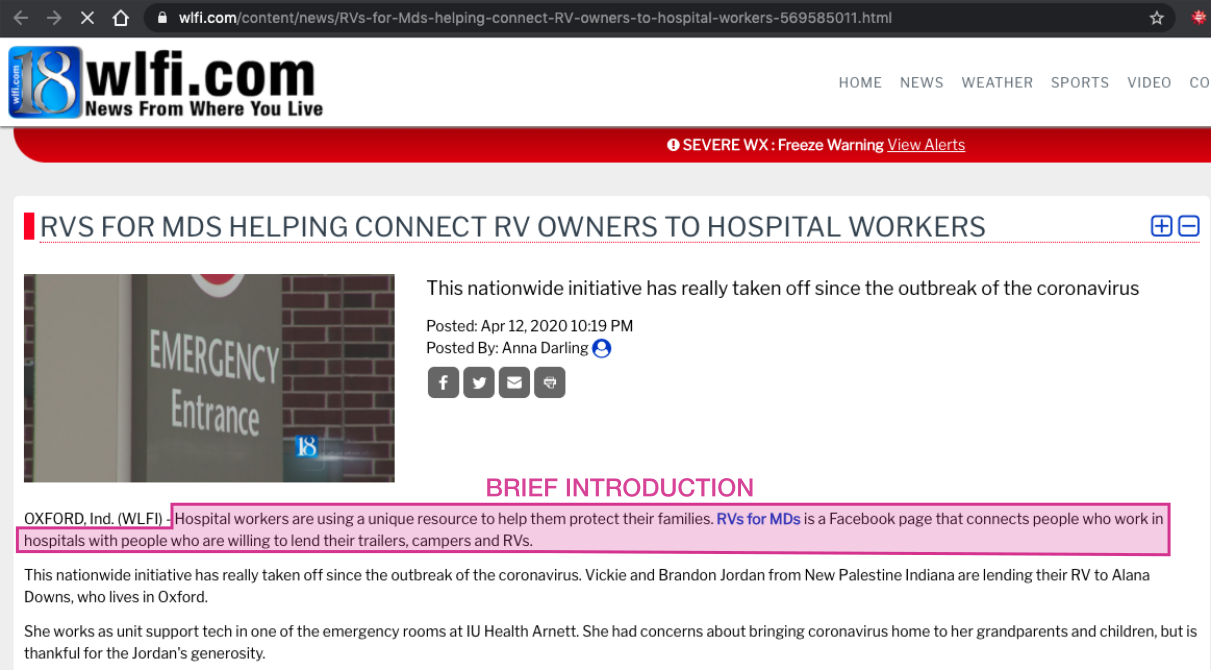 wlfi.com/content/news/RVs-for-Mds-helping-connect-RV-owners-to-hospital-workers-569585011.html
wlfi.com
18
wlfi.com
News From Where You Live
HOME NEWS WEATHER SPORTS VIDEO CO
SEVERE WX : Freeze Warning View Alerts
RVS FOR MDS HELPING CONNECT RV OWNERS TO HOSPITAL WORKERS
EMERGENCY
Entrance
18
This nationwide initiative has really taken off since the outbreak of the coronavirus
Posted: Apr 12, 2020 10:19 PM
Posted By: Anna Darling
BRIEF INTRODUCTION
OXFORD, Ind. (WLFI) - Hospital workers are using a unique resource to help them protect their families. RVs for MDs is a Facebook page that connects people who work in
hospitals with people who are willing to lend their trailers, campers and RVs.
This nationwide initiative has really taken off since the outbreak of the coronavirus. Vickie and Brandon Jordan from New Palestine Indiana are lending their RV to Alana
Downs, who lives in Oxford.
She works as unit support tech in one of the emergency rooms at IU Health Arnett. She had concerns about bringing coronavirus home to her grandparents and children, but is
thankful for the Jordan's generosity.